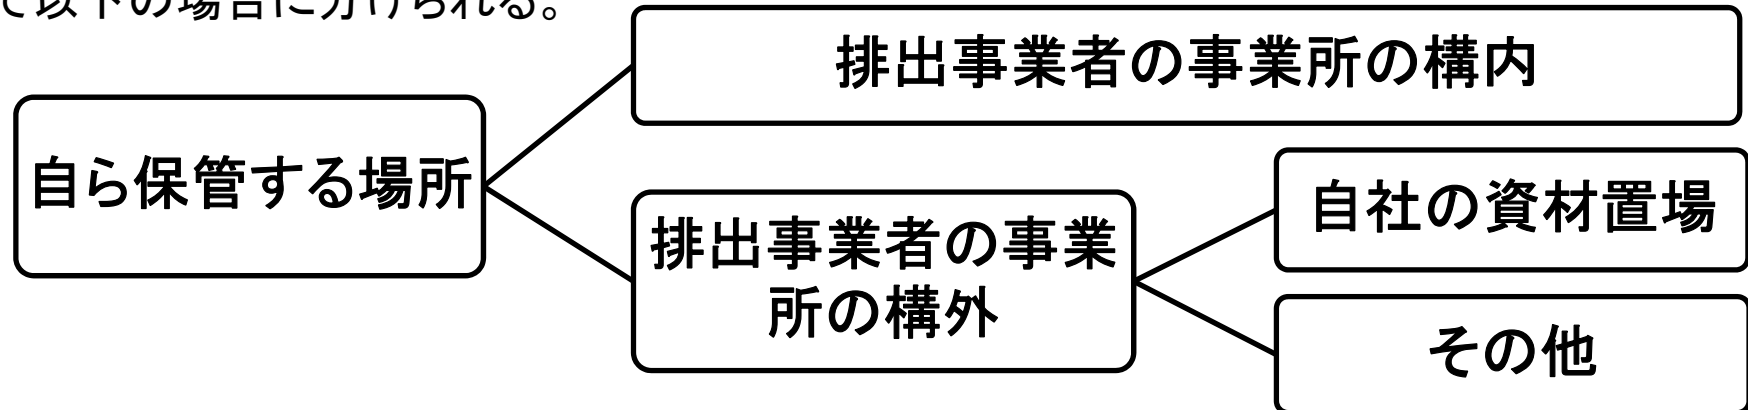 て以下の場合に分けられる。
排出事業者の事業所の構内
自ら保管する場所
排出事業者の事業
所の構外
自社の資材置場
その他